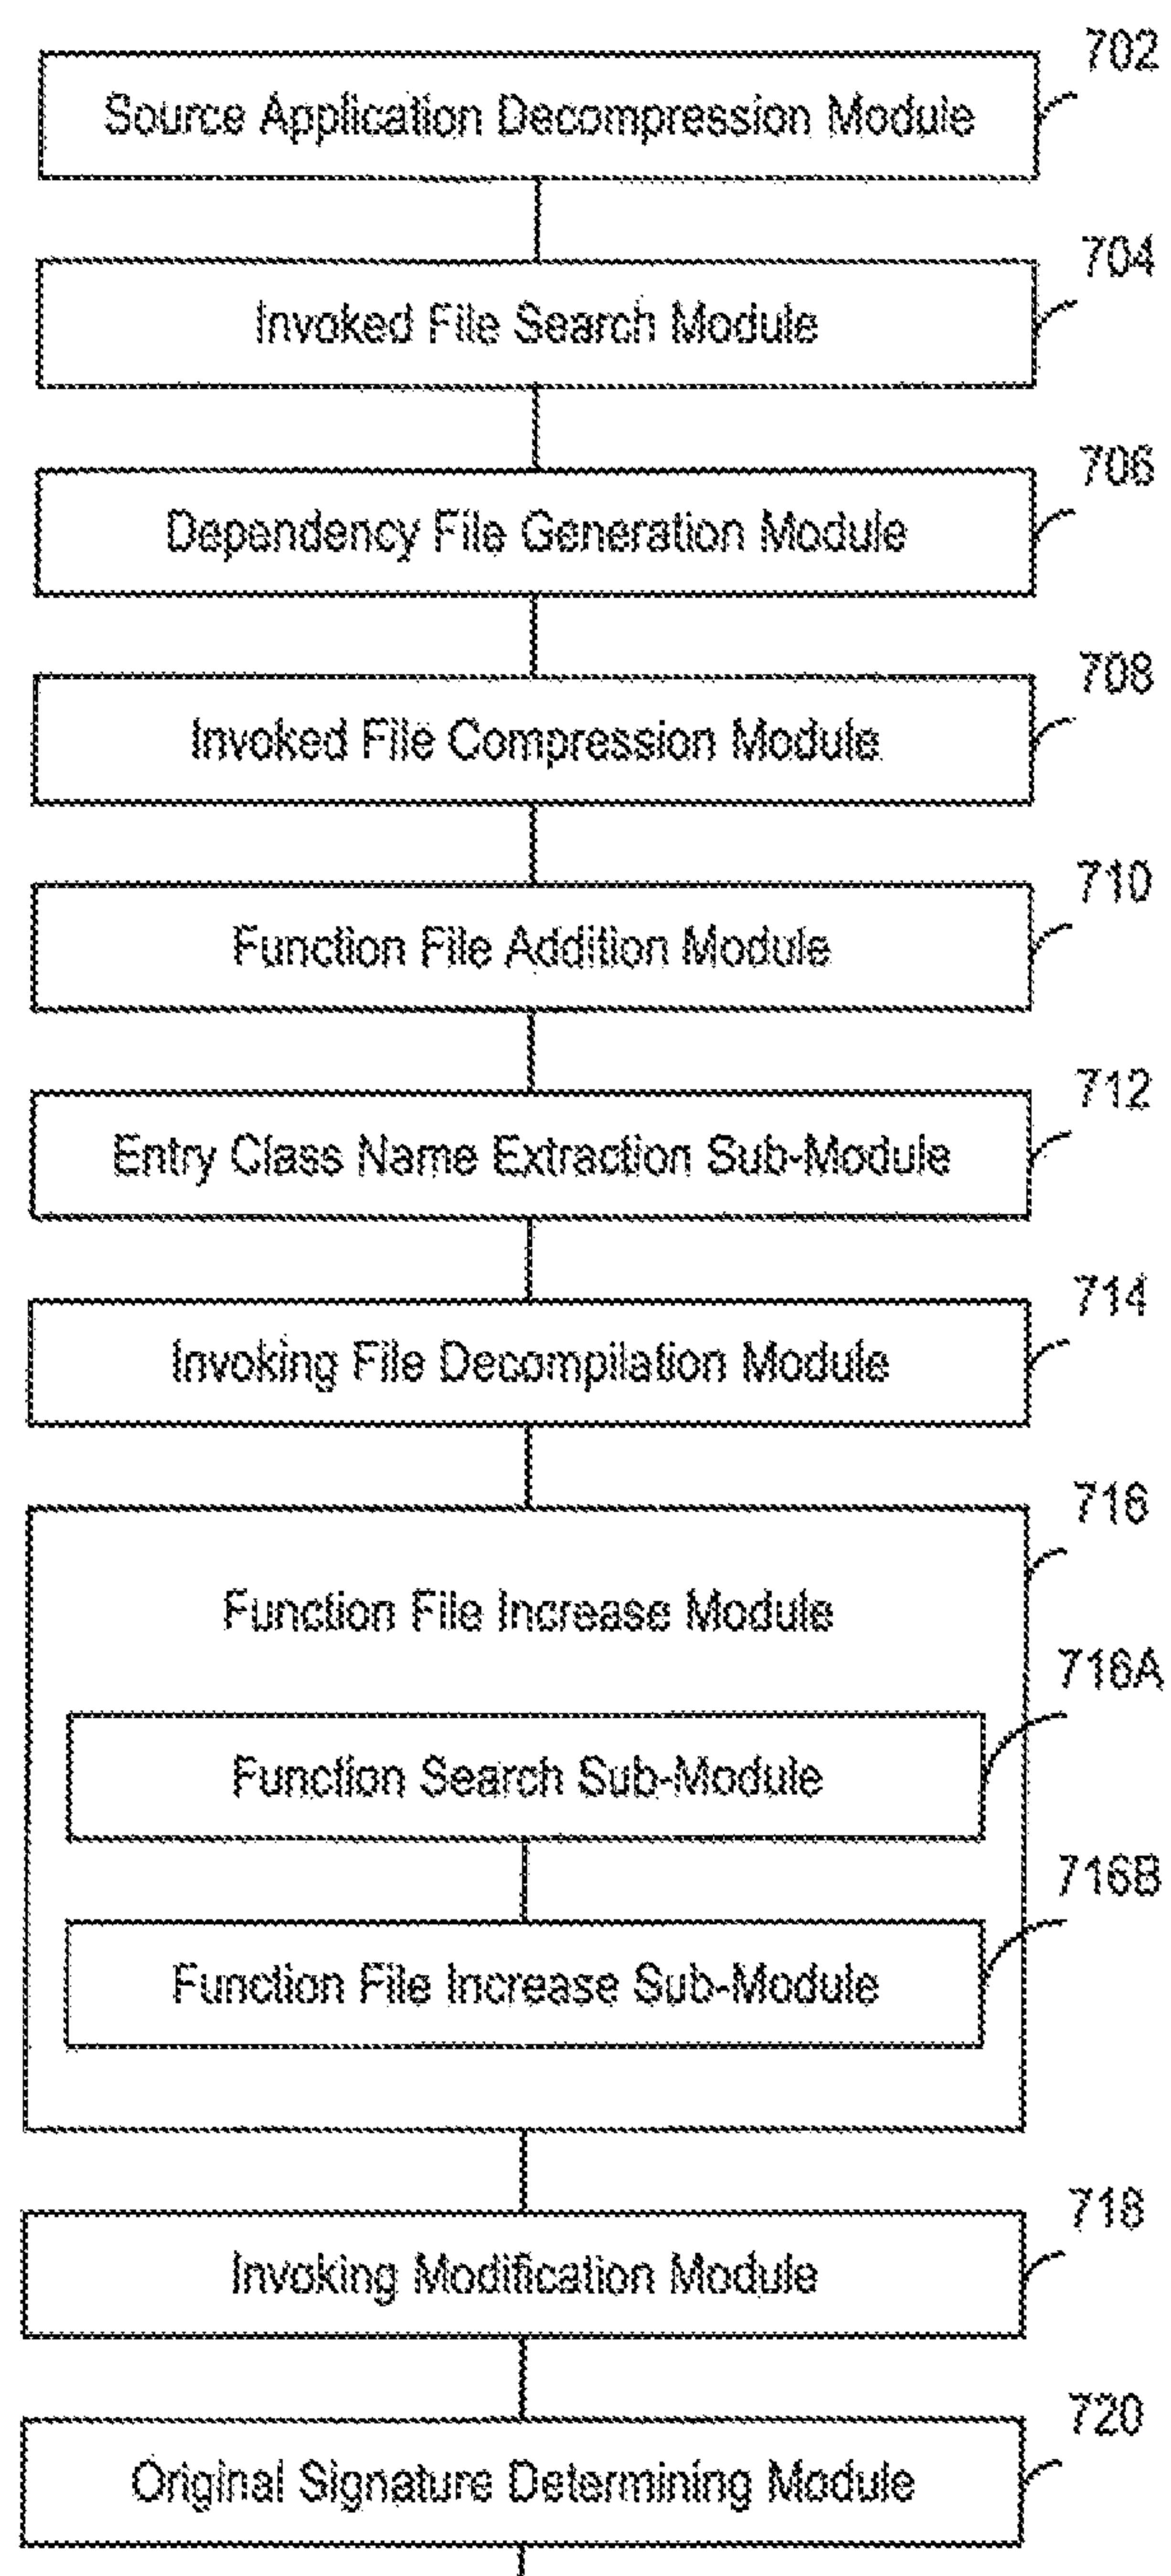 702
Source Application Decompression Module
704
Invoked File Search Module
706
Dependency File Generation Module
708
Invoked File Compression Module
710
Function File Addition Module
712
Entry Class Name Extraction Sub-Module
714
Invoking File Decompilation Module
716
Function File Increase Module
716A
Function Search Sub-Module
716B
Function File Increase Sub-Module
718
Invoking Modification Module
720
Original Signature Determining Module